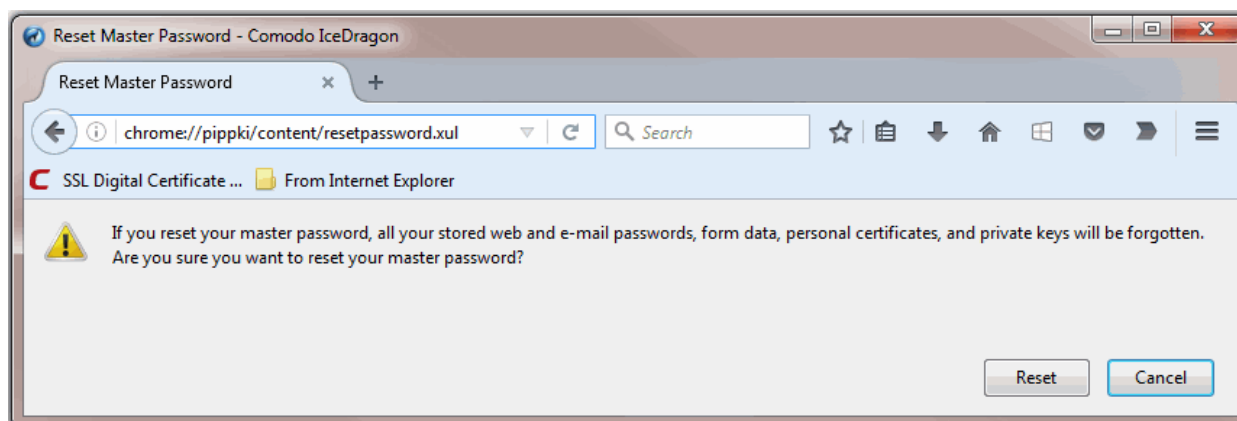 Reset Master Password - Comodo IceDragon
Reset Master Password
chrome://pippki/content/resetpassword.xul
Search
SSL Digital Certificate ...
From Internet Explorer
If you reset your master password, all your stored web and e-mail passwords, form data, personal certificates, and private keys will be forgotten.
Are you sure you want to reset your master password?
Reset
Cancel